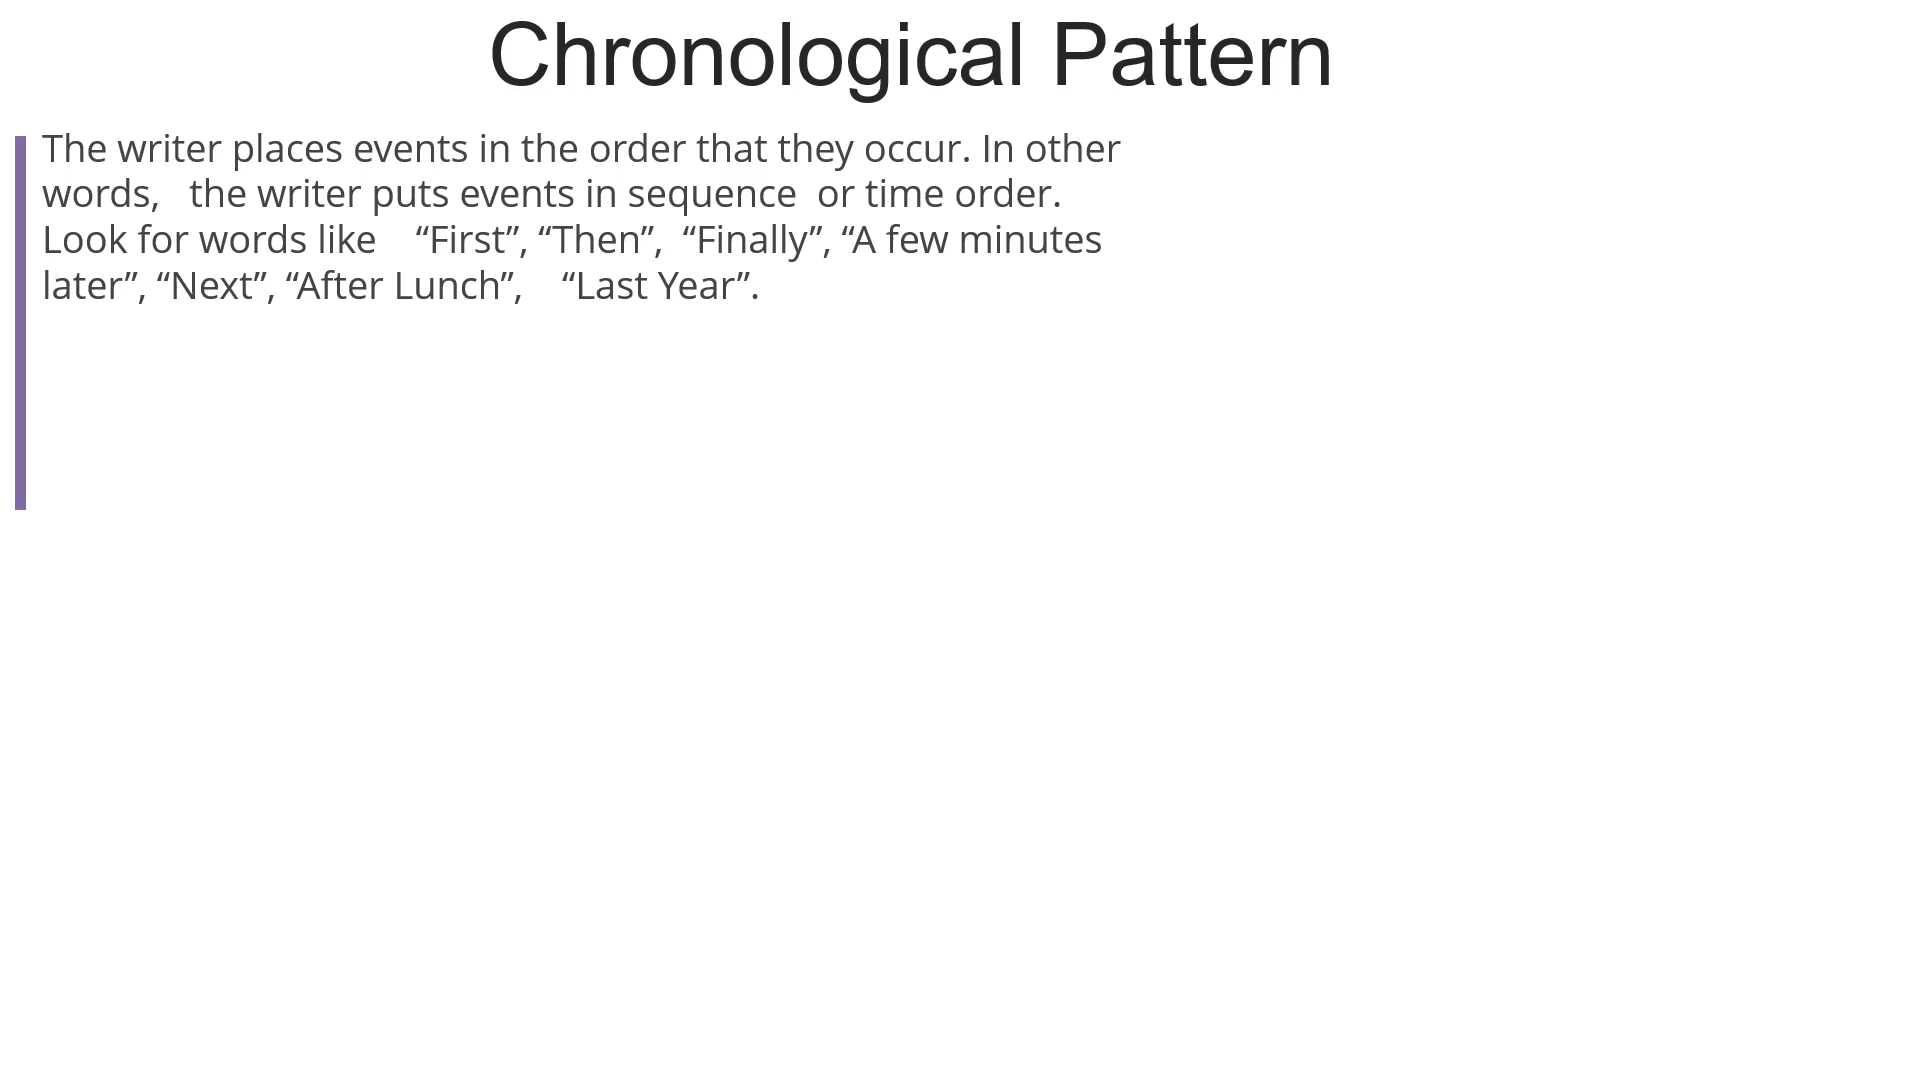 Chronological Pattern
The writer places events in the order that they occur. In other
words,   the writer puts events in sequence  or time order.
Look for words like    “First”, “Then”,  “Finally”, “A few minutes
later”, “Next”, “After Lunch”,    “Last Year”.